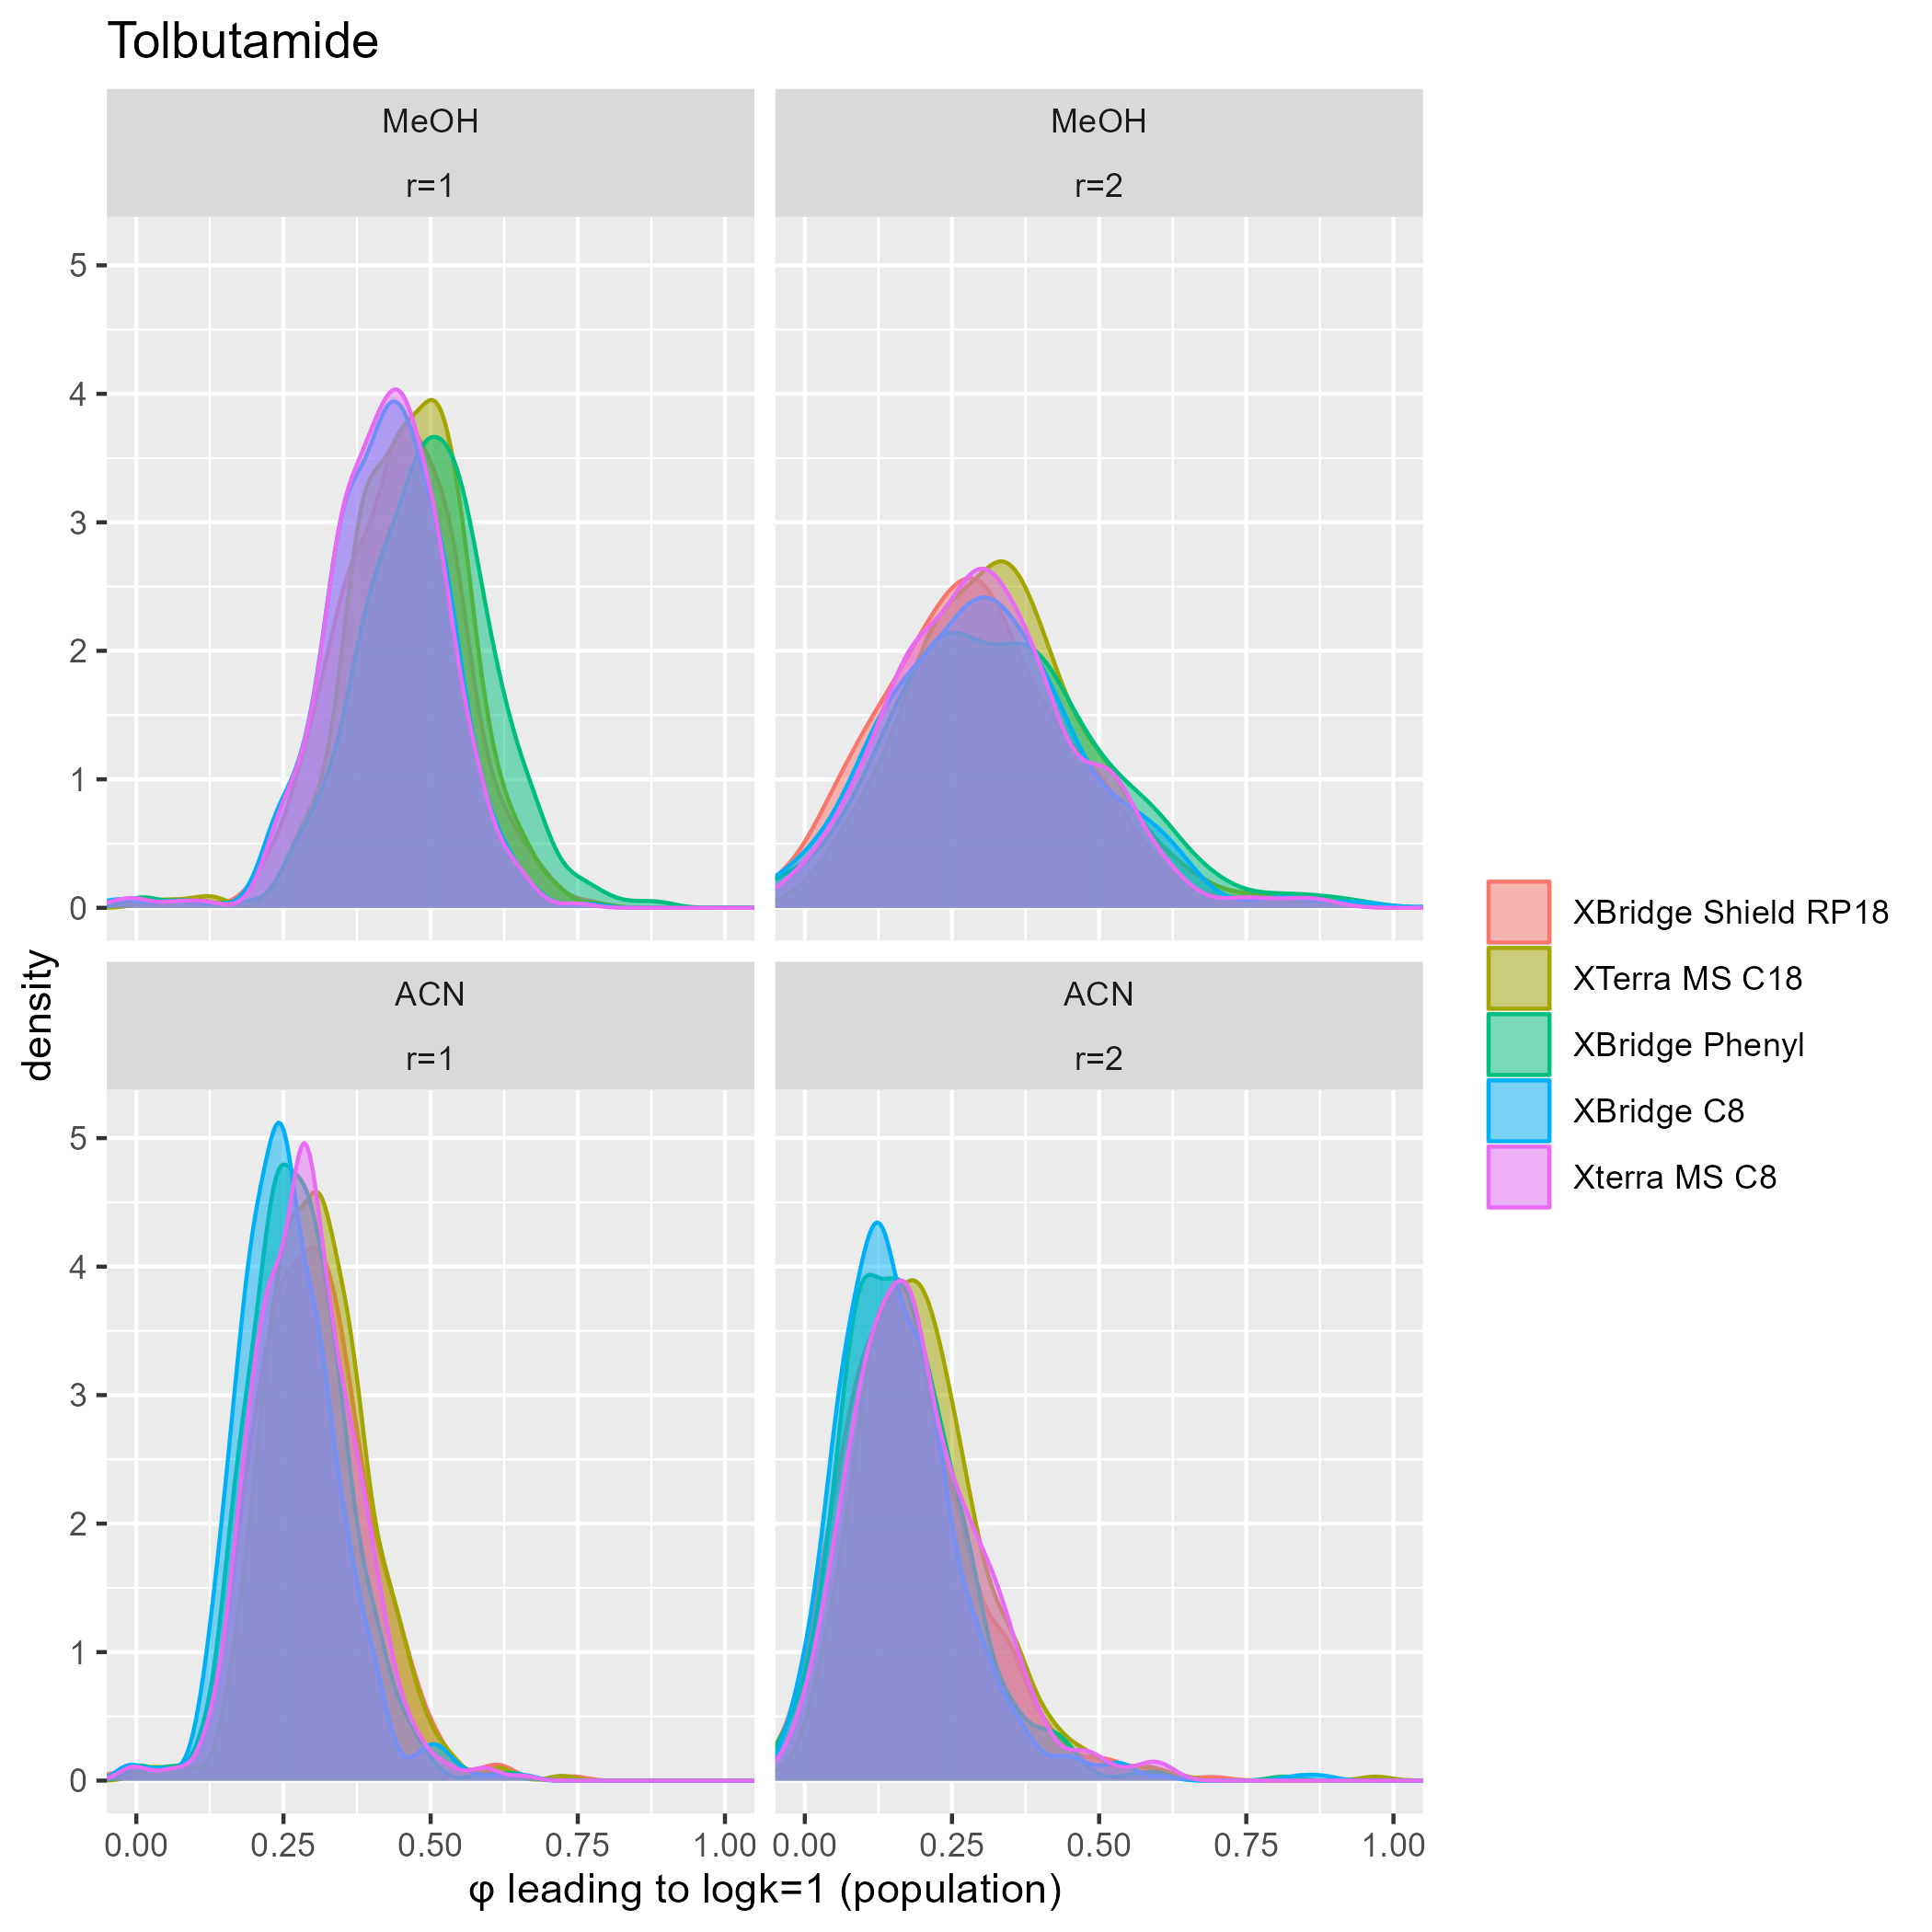 Tolbutamide
MeOH
r=1
MeOH
r=2
5
4
3
2
1
0
ACN
r=1
ACN
r=2
5
4
3
2
1
0
0.00 0.25 0.50 0.75 1.00
0.00 0.25 0.50 0.75 1.00
φ leading to logk=1 (population)
density
XBridge Shield RP18
XTerra MS C18
XBridge Phenyl
XBridge C8
Xterra MS C8